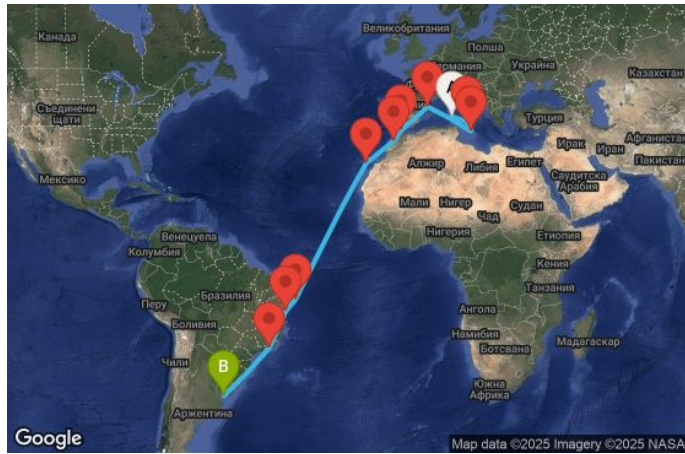 Великобритания
Канада
Полша
Германия
Украйна
Казахстан
Съединени
щати
Турция
Афганистан
Ирак
Иран
Пакистан
Алжир
Либия
Египет
Саудитска
Арабия
Мексико
Мали
Нигер
Судан
Чад
Нигерия
Етиопия
Венецуела
Колумбия
Кения
Танзания
Перу
Бразилия
Ангола
Боливия
Намибия
Ботсвана
Мадагаскар
Чили
B
Южна
Африка
Аржентина
Google
Map data ©2025 Imagery ©2025 NASA